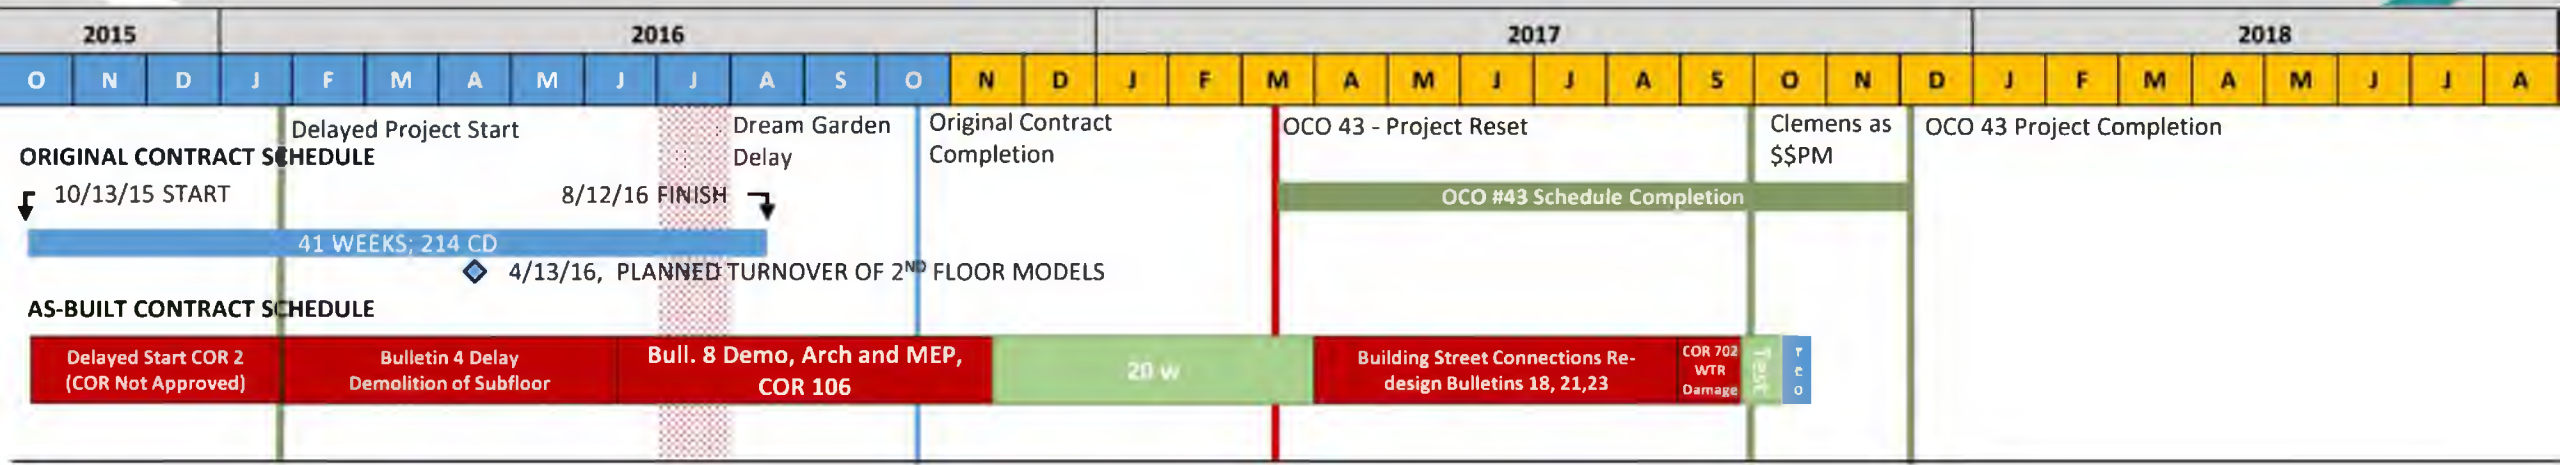 2015 2016 2017 2018
O N D J F M A M J J A S O N D J F M A M J J A S O N D J F M A M J J A
Delayed Project Start
Dream Garden
Delay
Original Contract
Completion
OCO 43 - Project Reset
Clemens as
$$PM
OCO 43 Project Completion
ORIGINAL CONTRACT SCHEDULE
10/13/15 START
8/12/16 FINISH
OCO #43 Schedule Completion
41 WEEKS; 214 CD
4/13/16, PLANNED TURNOVER OF 2ND FLOOR MODELS
AS-BUILT CONTRACT SCHEDULE
Delayed Start COR 2
(COR Not Approved)
Bulletin 4 Delay
Demolition of Subfloor
Bull. 8 Demo, Arch and MEP,
COR 106
20 w
Building Street Connections Re-
design Bulletins 18, 21,23
COR 702
WTR
Damage
Test
r
e
o